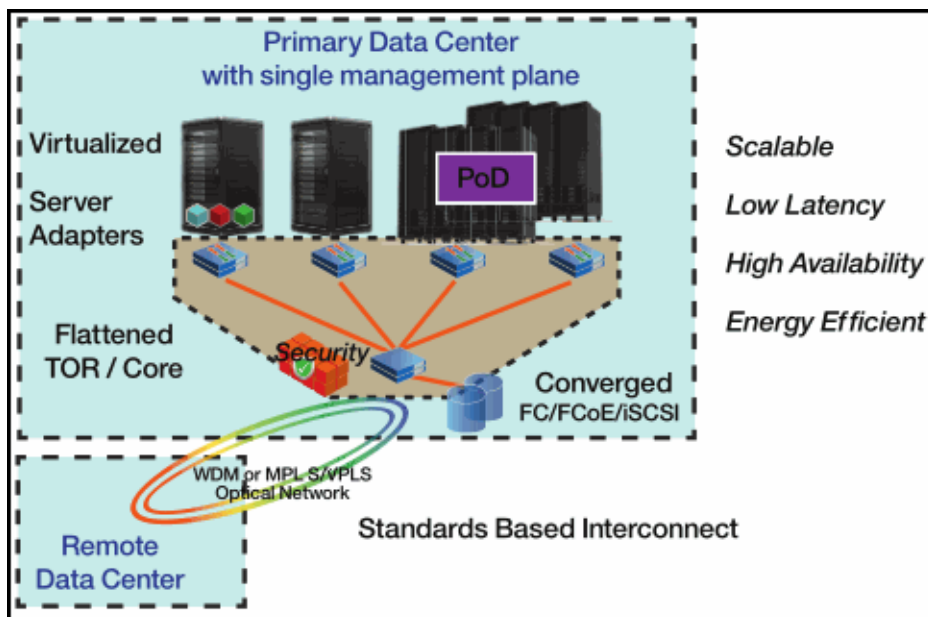 Primary Data Center
with single management plane
Virtualized
Server
Adapters
PoD
Scalable
Low Latency
High Availability
Energy Efficient
Flattened
TOR / Core
Security
Converged
FC/FCoE/iSCSI
WDM or MPL S/VPLS
Optical Network
Standards Based Interconnect
Remote
Data Center